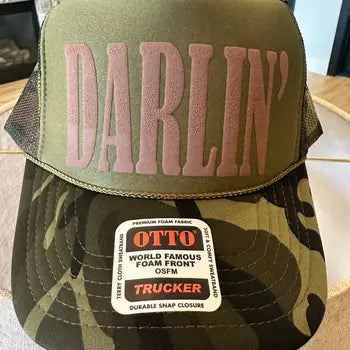 DARLIN'
PREMIUM FOAM FABRIC
OTTO
WORLD FAMOUS
FOAM FRONT
OSFM
TRUCKER
DURABLE SNAP CLOSURE
TERRY CLOTH SWEATBAND
SOFT & COMFY SWEATBAND